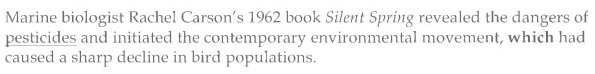 Marine biologist Rachel Carson’s 1962 book Silent Spring revealed the dangers of
pesticides and initiated the contemporary environmental movement, which had
caused a sharp decline in bird populations.